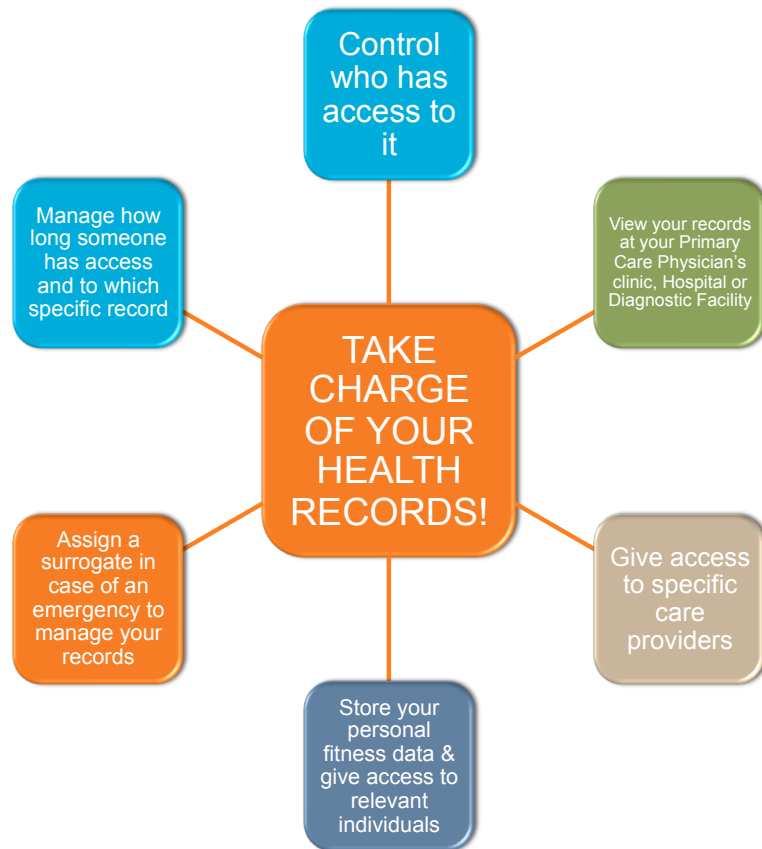 Control
who has
access to
it
View your records
at your Primary
Care Physician’s
clinic, Hospital or
Diagnostic Facility
Give access
to specific
care
providers
Store your
personal
fitness data &
give access to
relevant
individuals
Assign a
surrogate in
case of an
emergency to
manage your
records
Manage how
long someone
has access
and to which
specific record
TAKE
CHARGE
OF YOUR
HEALTH
RECORDS!